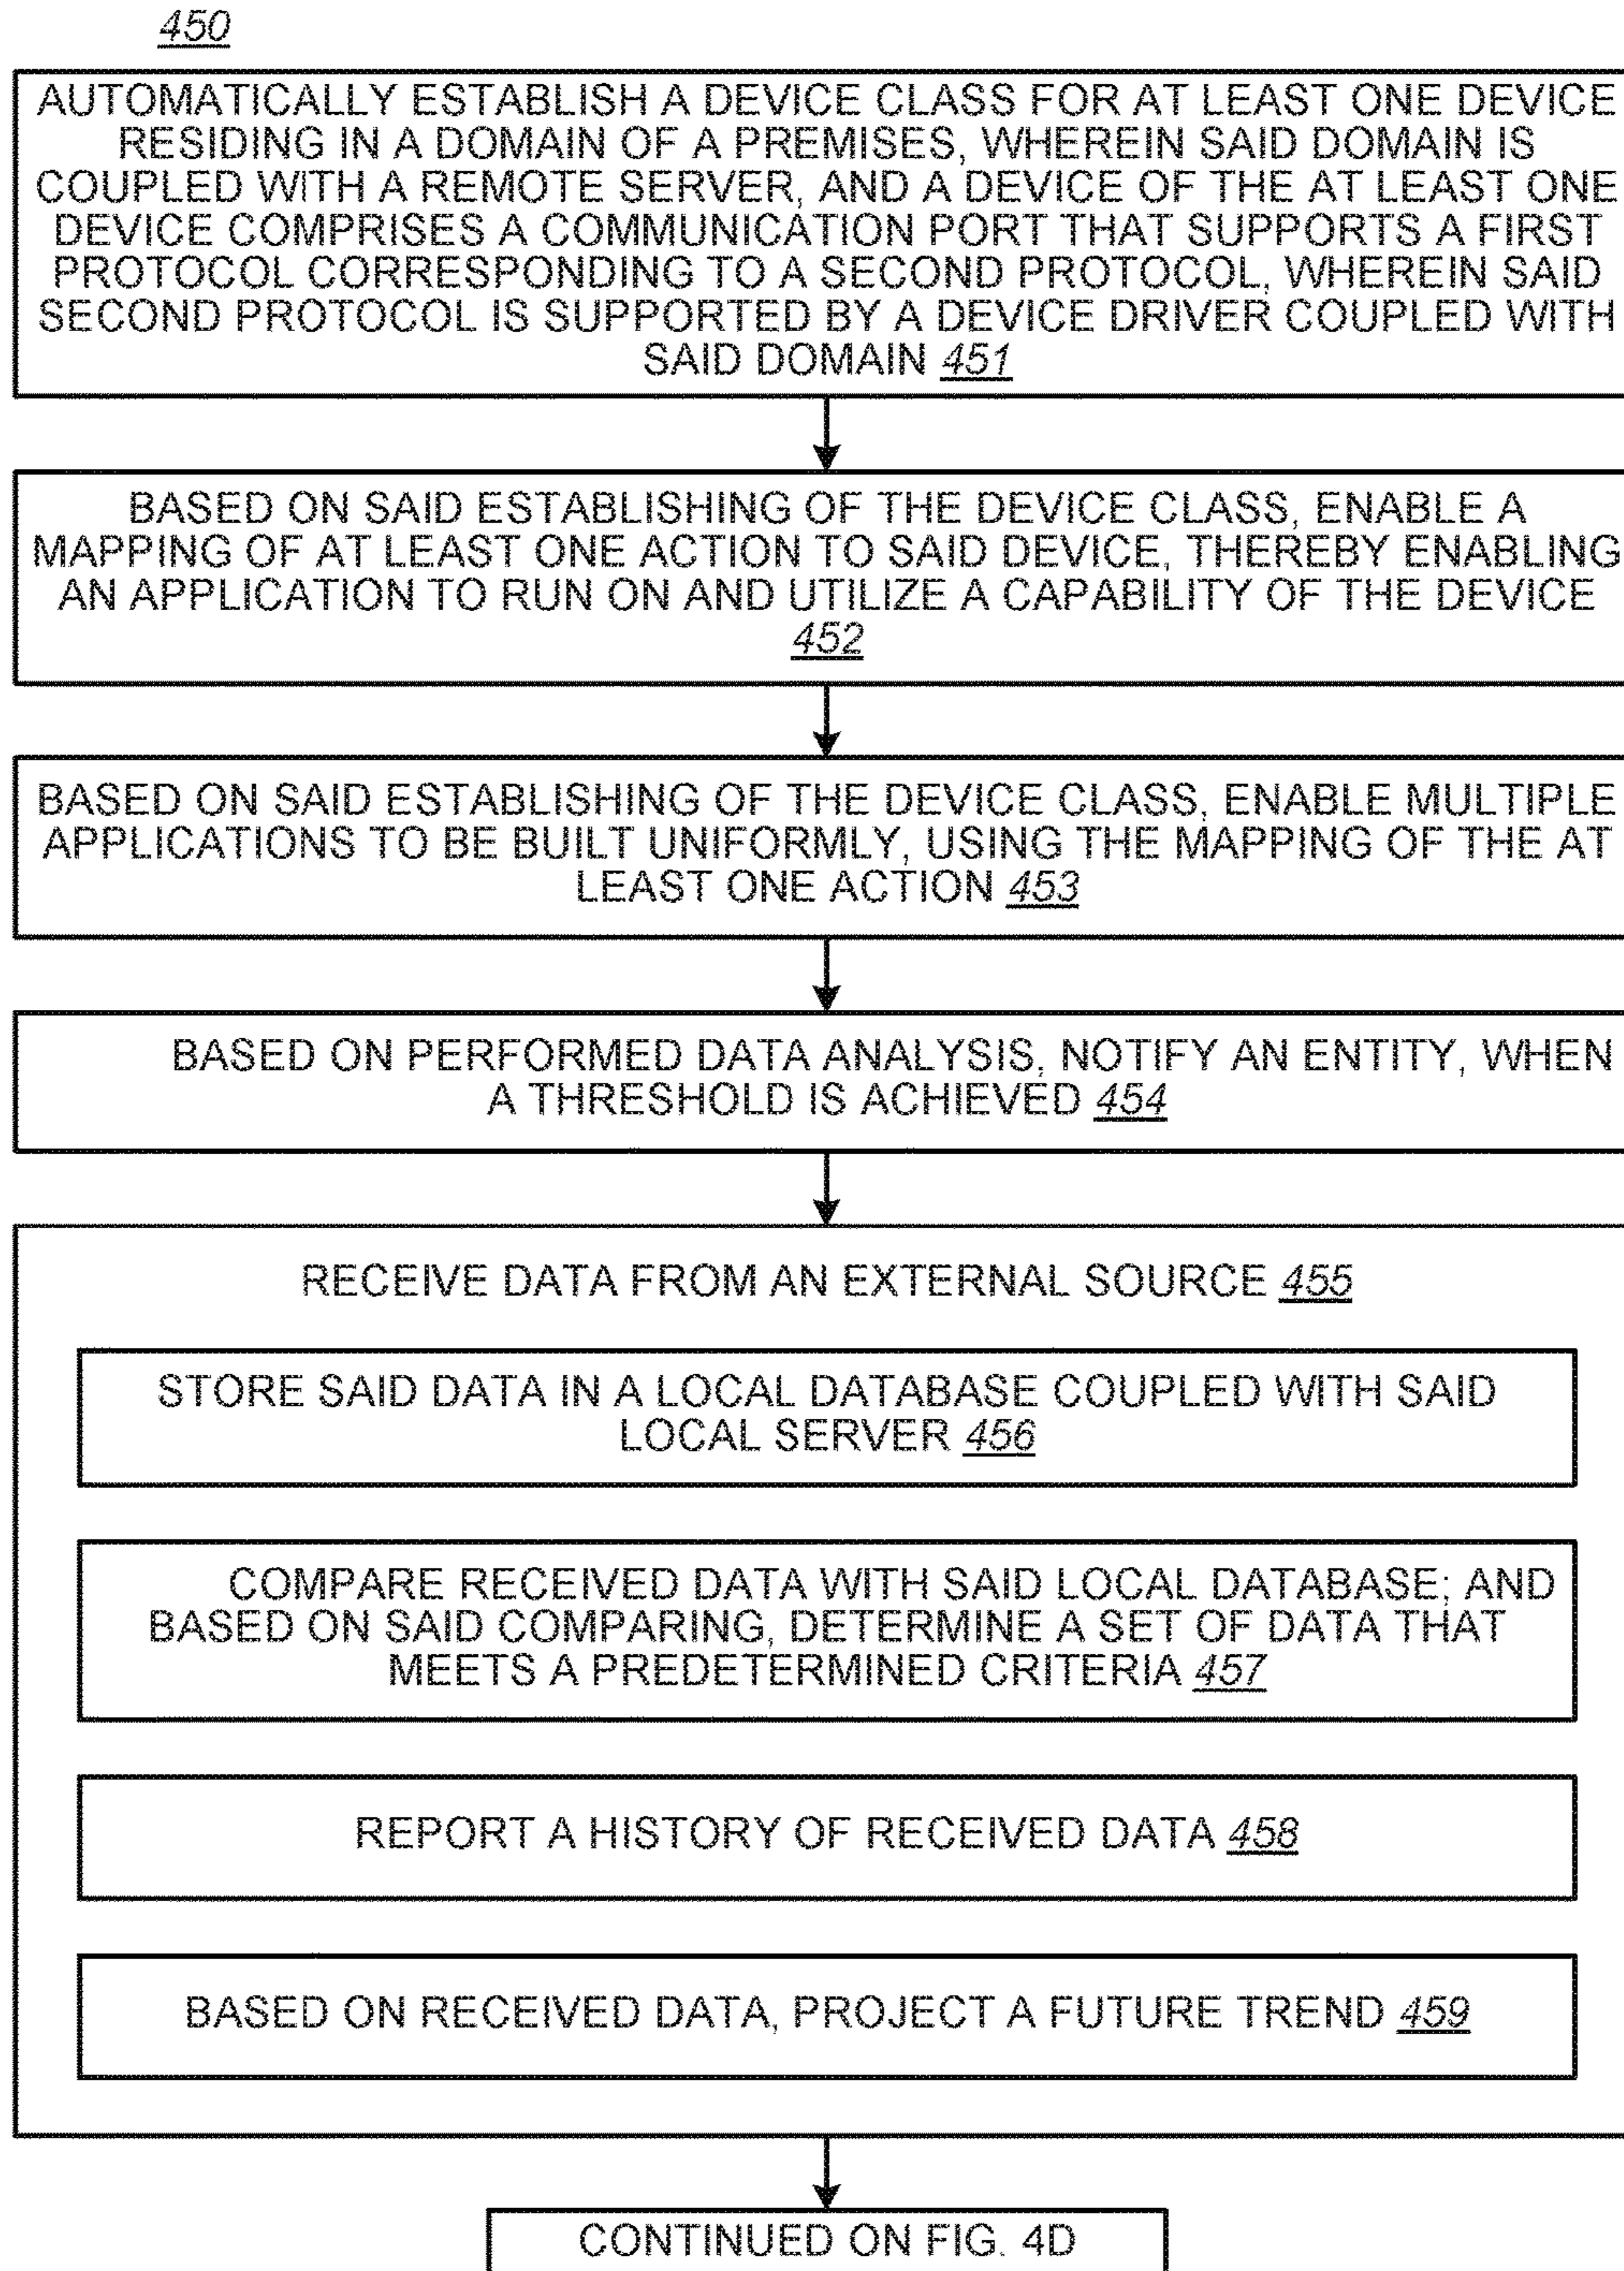 450
AUTOMATICALLY ESTABLISH A DEVICE CLASS FOR AT LEAST ONE DEVICE
RESIDING IN A DOMAIN OF A PREMISES, WHEREIN SAID DOMAIN IS
COUPLED WITH A REMOTE SERVER, AND A DEVICE OF THE AT LEAST ONE
DEVICE COMPRISES A COMMUNICATION PORT THAT SUPPORTS A FIRST
PROTOCOL CORRESPONDING TO A SECOND PROTOCOL, WHEREIN SAID
SECOND PROTOCOL IS SUPPORTED BY A DEVICE DRIVER COUPLED WITH
SAID DOMAIN 451
BASED ON SAID ESTABLISHING OF THE DEVICE CLASS, ENABLE A
MAPPING OF AT LEAST ONE ACTION TO SAID DEVICE, THEREBY ENABLING
AN APPLICATION TO RUN ON AND UTILIZE A CAPABILITY OF THE DEVICE
452
BASED ON SAID ESTABLISHING OF THE DEVICE CLASS, ENABLE MULTIPLE
APPLICATIONS TO BE BUILT UNIFORMLY, USING THE MAPPING OF THE AT
LEAST ONE ACTION 453
BASED ON PERFORMED DATA ANALYSIS, NOTIFY AN ENTITY, WHEN
A THRESHOLD IS ACHIEVED 454
RECEIVE DATA FROM AN EXTERNAL SOURCE 455
STORE SAID DATA IN A LOCAL DATABASE COUPLED WITH SAID
LOCAL SERVER 456
COMPARE RECEIVED DATA WITH SAID LOCAL DATABASE; AND
BASED ON SAID COMPARING, DETERMINE A SET OF DATA THAT
MEETS A PREDETERMINED CRITERIA 457
REPORT A HISTORY OF RECEIVED DATA 458
BASED ON RECEIVED DATA, PROJECT A FUTURE TREND 459
CONTINUED ON FIG. 4D